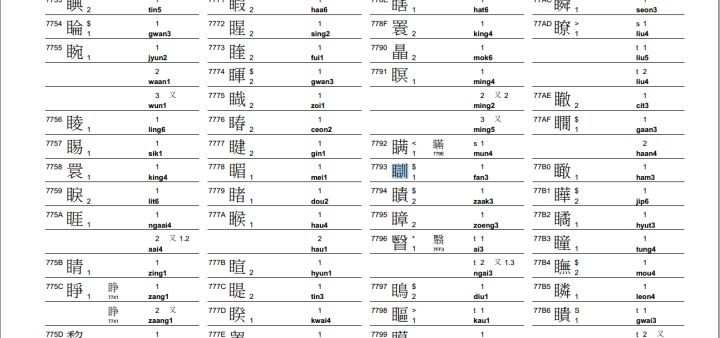 tin5
2
7754 睔 $ 1
1 gwan3
7755 睕 1
1 jyun2
2
waan1
3 又
wun1
7756 睖 1
1 ling6
7757 睗 1
1 sik1
7758 睘 1
1 king4
7759 睙 1
2 lit6
775A 睚 1
1 ngaai4
2 又 1.2
aai4
775B 睛 1
1 zing1
775C 睜 睁 1
1 7741 zang1
睁 2 又
7741 zaang1
775D
2 haa6
7772 睲 1
2 sing2
7773 睳 1
2 fui1
7774 睴 $ 1
2 gwan3
7775 睵 1
2 zoi1
7776 睶 1
2 ceon2
7777 睷 1
2 gin1
7778 睸 1
1 mei1
7779 睹 1
1 dou2
777A 睺 1
1 hau4
2
hau1
777B 睻 1
2 hyun1
777C 睼 1
2 tin3
777D 睽 1
1 kwai4
777E 睾 1
1 hat6
778F 瞏 1
2 king4
7790 瞐 1
2 mok6
7791 瞑 1
1 ming4
2 又 2
ming2
3 又
ming5
7792 瞒 < 瞞 s 1
1 779E mun4
7793 瞓 $ 1
1 fan3
7794 瞔 $ 1
2 zaak3
7795 瞕 1
2 zoeng3
7796 瞖 * 翳 t 1
1 7FF3 ai3
t 2 又 1.3
ngai3
7797 瞗 $ 1
2 diu1
7798 瞘 > t 1
1 kau1
7799 瞙 1
1 seon3
77AD 瞭 > s 1
1 liu4
t 1
liu5
t 2
liu4
77AE 瞮 1
2 cit3
77AF 瞯 $ 1
1 gaan3
2
haan4
77B0 瞰 1
1 ham3
77B1 瞱 $ 1
2 jip6
77B2 瞲 1
1 hyut3
77B3 瞳 1
1 tung4
77B4 瞴 $ 1
2 mou4
77B5 瞵 1
1 leon4
77B6 瞶 S t 1
1 gwai3
t 2 又